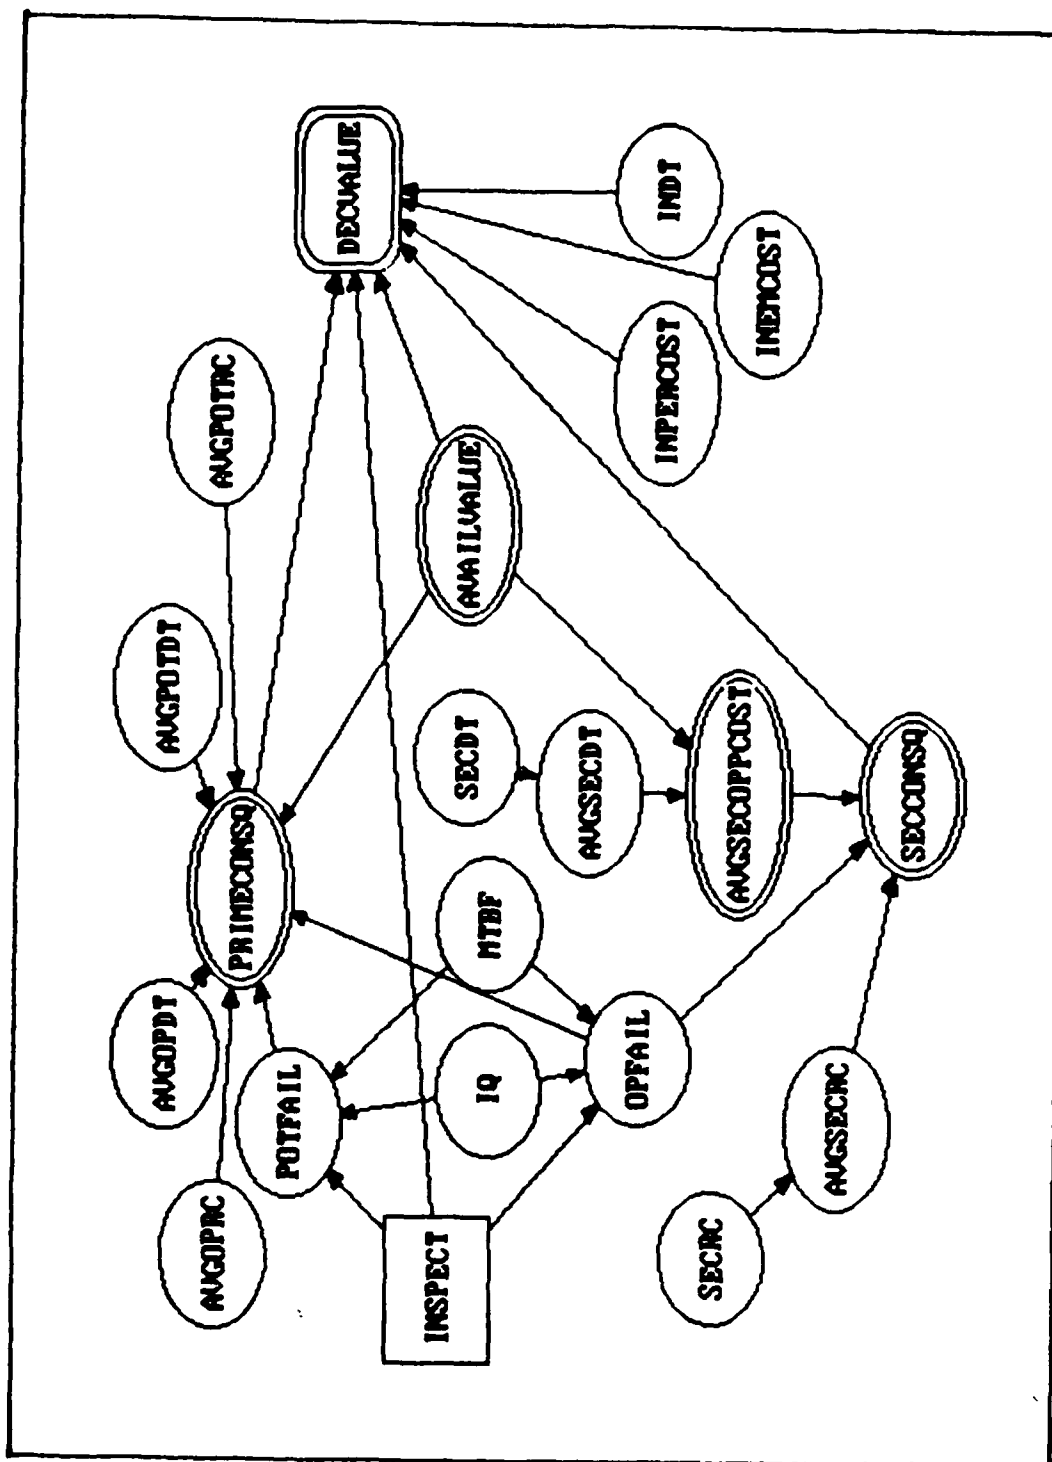 AVGOPRC
AVGOPDT
AVGPOTDT
AVGPOTRC
POTFAIL
PRIMECONSQ
DECVALUE
INSPECT
IQ
MTBF
SECDT
AVAILVALUE
OPFAIL
AVGSECDT
INPERCOST
INDT
SECRC
AVGSECRC
AVGSECOPPCOST
INEMCOST
SECCONSQ